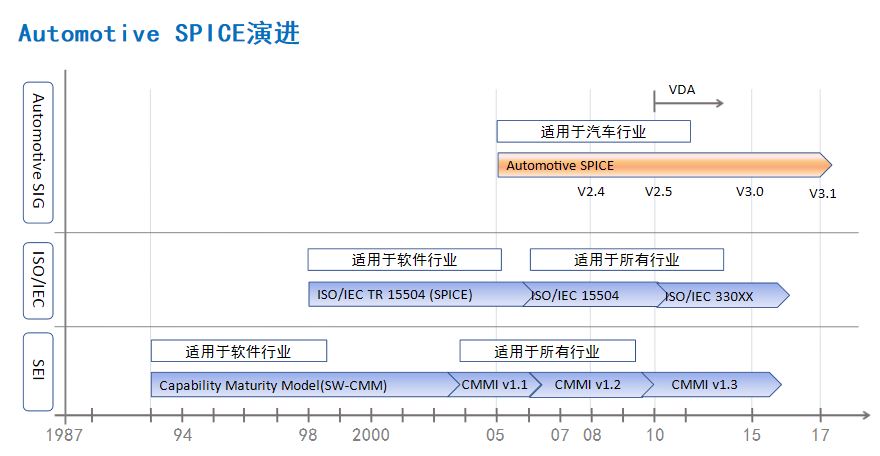 Automotive SPICE演进
Automotive SIG
VDA
适用于汽车行业
Automotive SPICE
V2.4 V2.5 V3.0 V3.1
ISO/IEC
适用于软件行业 适用于所有行业
ISO/IEC TR 15504 (SPICE) ISO/IEC 15504 ISO/IEC 330XX
SEI
适用于软件行业 适用于所有行业
Capability Maturity Model(SW-CMM) CMMI v1.1 CMMI v1.2 CMMI v1.3
1987 94 98 2000 05 07 08 10 15 17